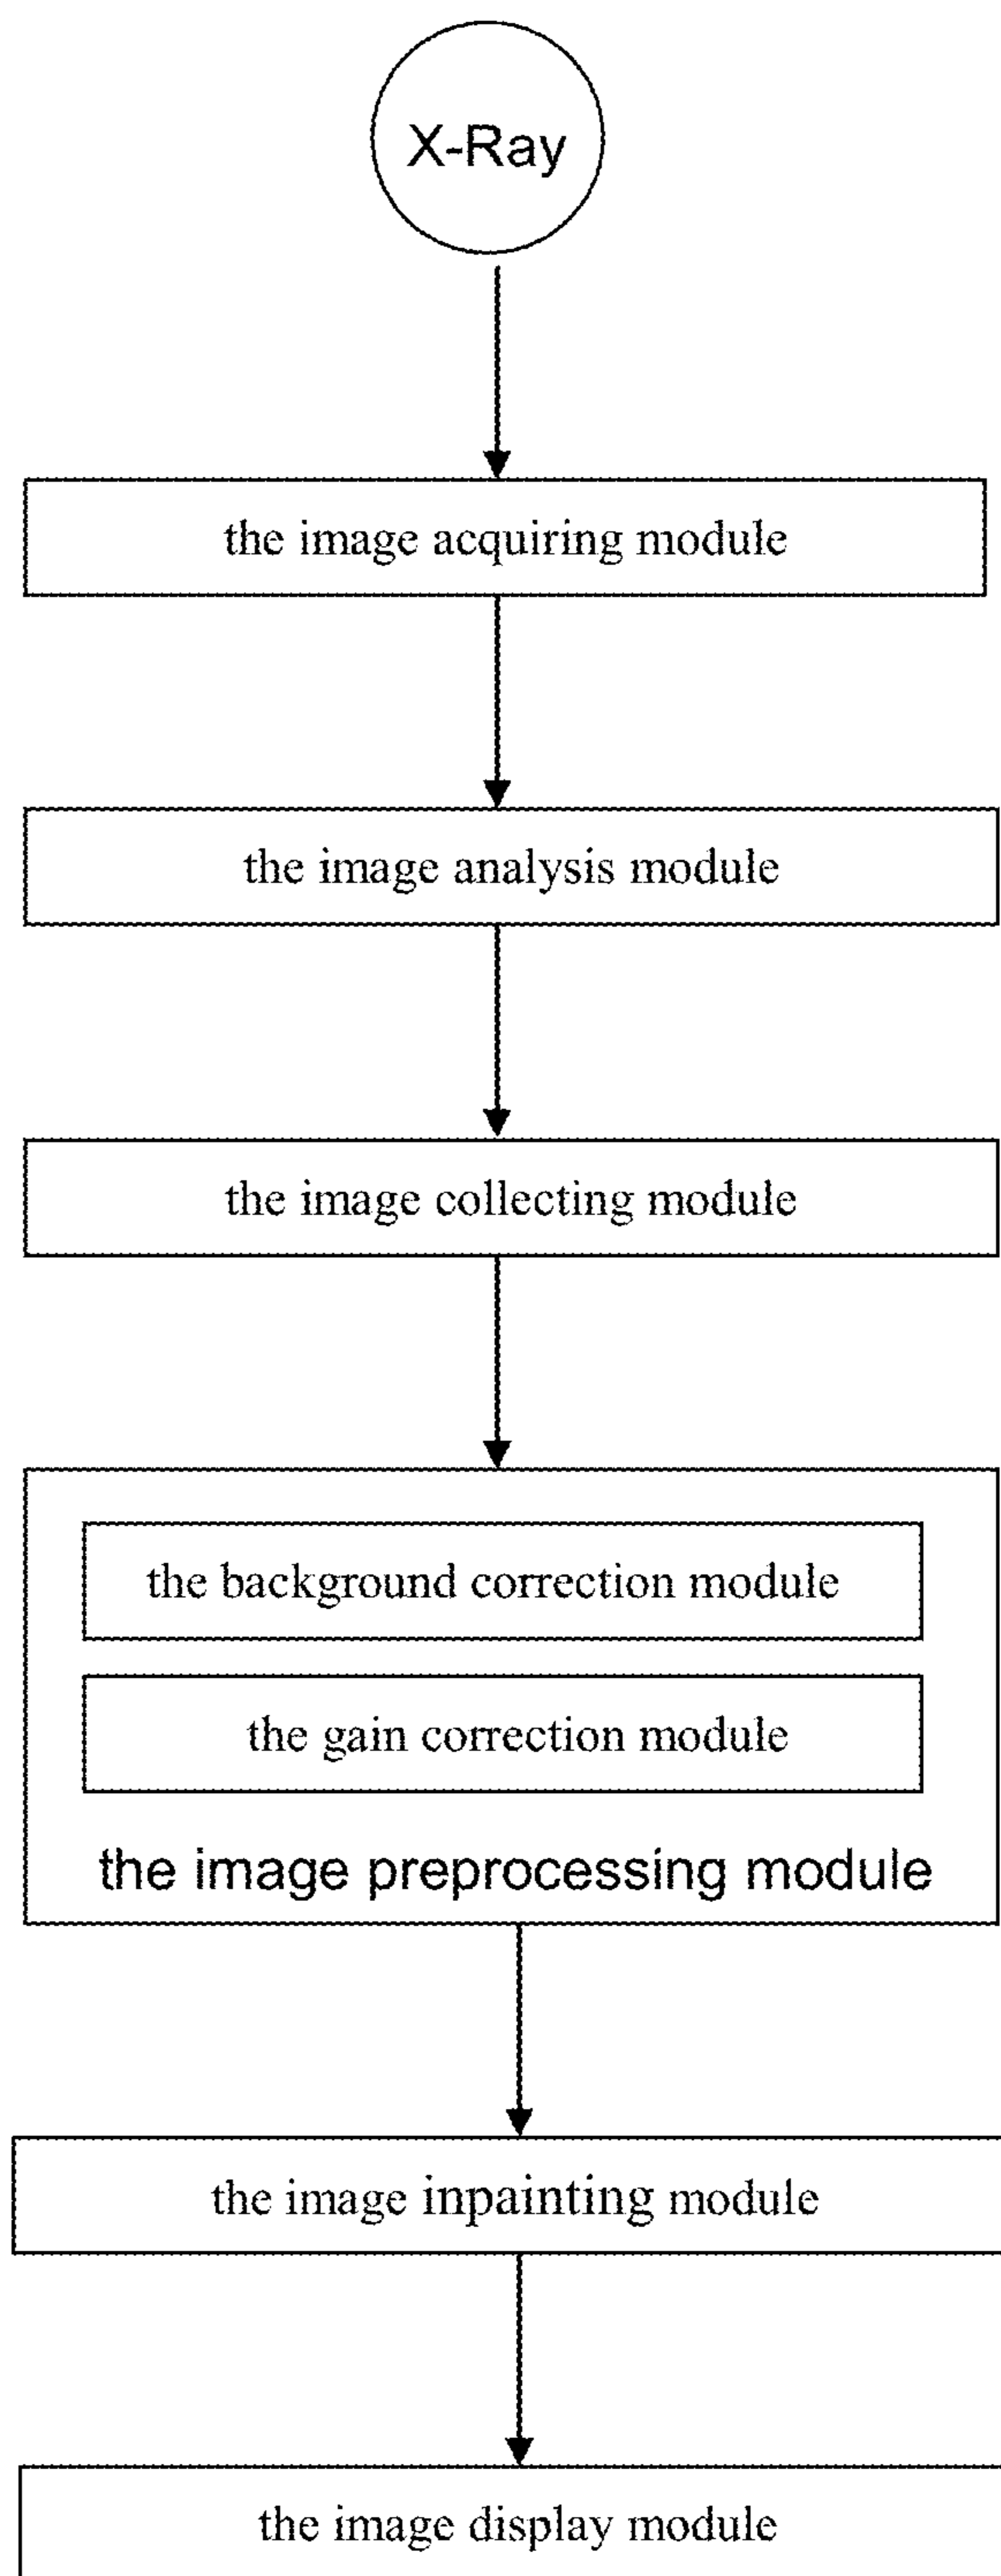 X-Ray
the image acquiring module
the image analysis module
the image collecting module
the background correction module
the gain correction module
the image preprocessing module
the image inpainting module
the image display module